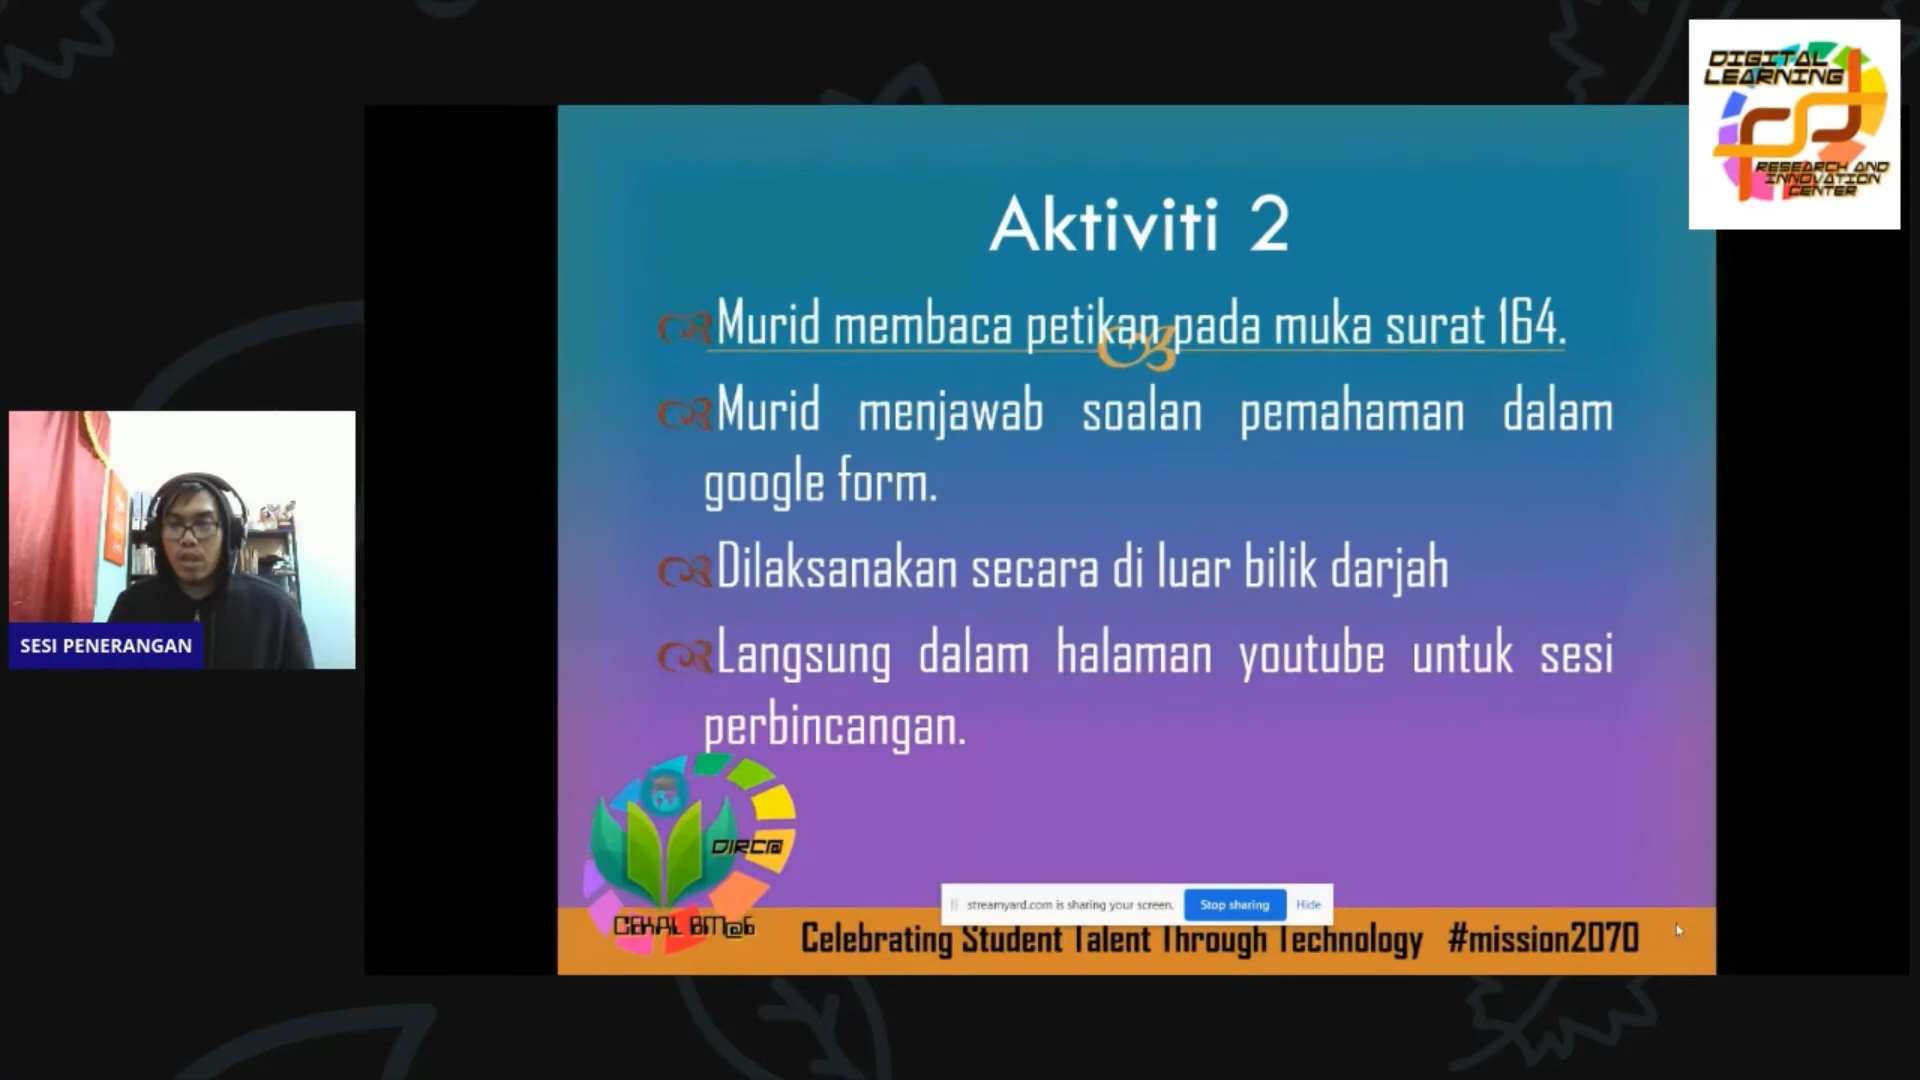 DIGITAL
LEARNING
RESEARCH AND
INNOVATION
CENTER
Aktiviti 2
Murid membaca petikan pada muka surat 164.
Murid menjawab soalan pemahaman dalam
google form.
Dilaksanakan secara di luar bilik darjah
Langsung dalam halaman youtube untuk sesi
perbincangan.
SESI PENERANGAN
DIRC@
CEKAL BM@6
streamyard.com is sharing your screen. Stop sharing Hide
Celebrating Student Talent Through Technology #mission2070